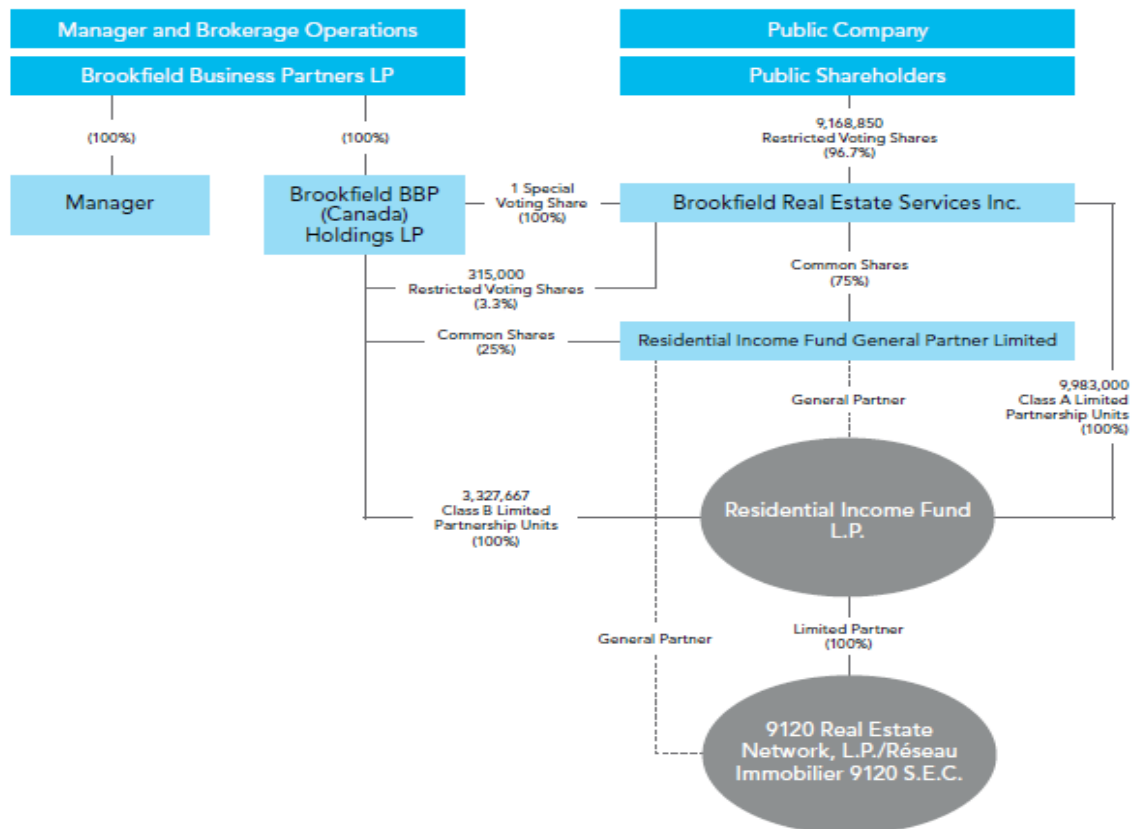 Manager and Brokerage Operations
Public Company
Brookfield Business Partners LP
Public Shareholders
(100%)
(100%)
9,168,850
Restricted Voting Shares
(96.7%)
Manager
Brookfield BBP
(Canada)
Holdings LP
1 Special
Voting Share
(100%)
Brookfield Real Estate Services Inc.
315,000
Restricted Voting Shares
(3.3%)
Common Shares
(75%)
Common Shares
(25%)
Residential Income Fund General Partner Limited
General Partner
9,983,000
Class A Limited
Partnership Units
(100%)
3,327,667
Class B Limited
Partnership Units
(100%)
Residential Income Fund
L.P.
General Partner
Limited Partner
(100%)
9120 Real Estate
Network, L.P./Réseau
Immobilier 9120 S.E.C.